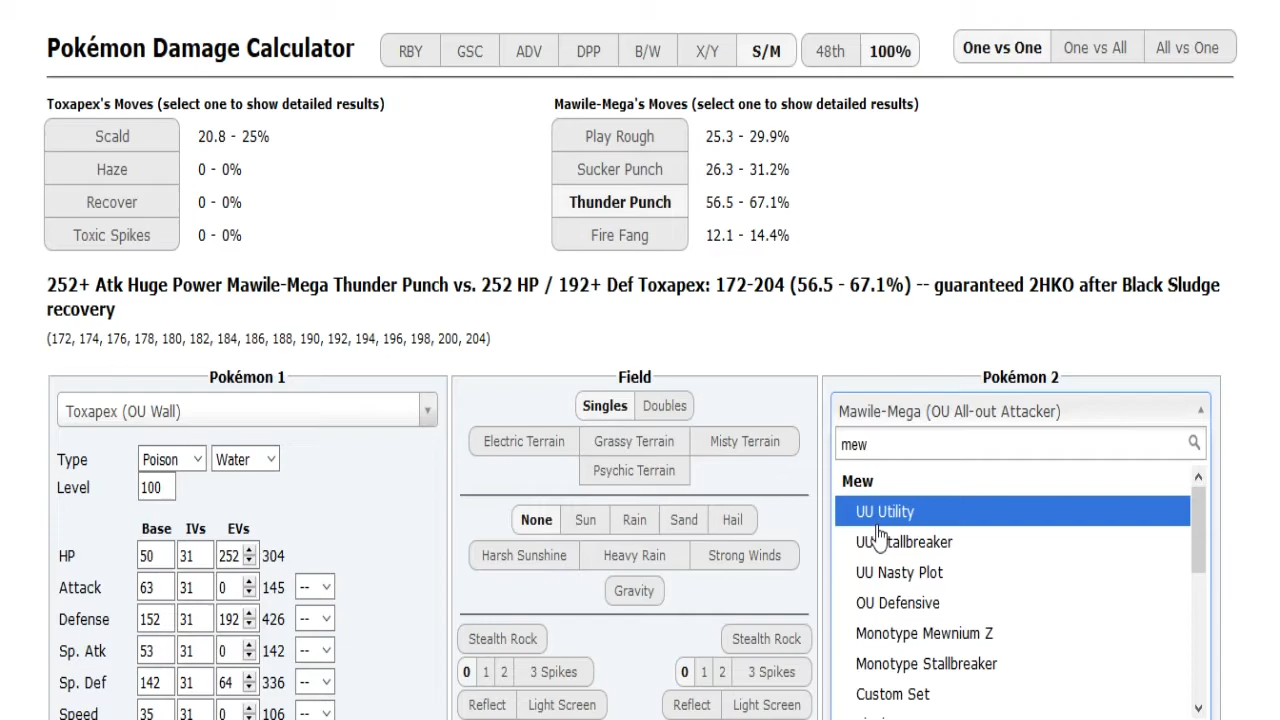 Pokémon Damage Calculator
RBY GSC ADV DPP B/W X/Y S/M 48th 100%
One vs One One vs All All vs One
Toxapex's Moves (select one to show detailed results)
Scald 20.8 - 25%
Haze 0 - 0%
Recover 0 - 0%
Toxic Spikes 0 - 0%
Mawile-Mega's Moves (select one to show detailed results)
Play Rough 25.3 - 29.9%
Sucker Punch 26.3 - 31.2%
Thunder Punch 56.5 - 67.1%
Fire Fang 12.1 - 14.4%
252+ Atk Huge Power Mawile-Mega Thunder Punch vs. 252 HP / 192+ Def Toxapex: 172-204 (56.5 - 67.1%) -- guaranteed 2HKO after Black Sludge
recovery
(172, 174, 176, 178, 180, 182, 184, 186, 188, 190, 192, 194, 196, 198, 200, 204)
Pokémon 1
Toxapex (OU Wall)
Type Poison Water
Level 100
Base IVs EVs
HP 50 31 252 304
Attack 63 31 0 145 --
Defense 152 31 192 426 --
Sp. Atk 53 31 0 142 --
Sp. Def 142 31 64 336 --
Speed 35 31 0 106 --
Field
Singles Doubles
Electric Terrain Grassy Terrain Misty Terrain
Psychic Terrain
None Sun Rain Sand Hail
Harsh Sunshine Heavy Rain Strong Winds
Gravity
Stealth Rock Stealth Rock
0 1 2 3 Spikes 0 1 2 3 Spikes
Reflect Light Screen Reflect Light Screen
Pokémon 2
Mawile-Mega (OU All-out Attacker)
mew
Mew
UU Utility
UU Stallbreaker
UU Nasty Plot
OU Defensive
Monotype Mewnium Z
Monotype Stallbreaker
Custom Set